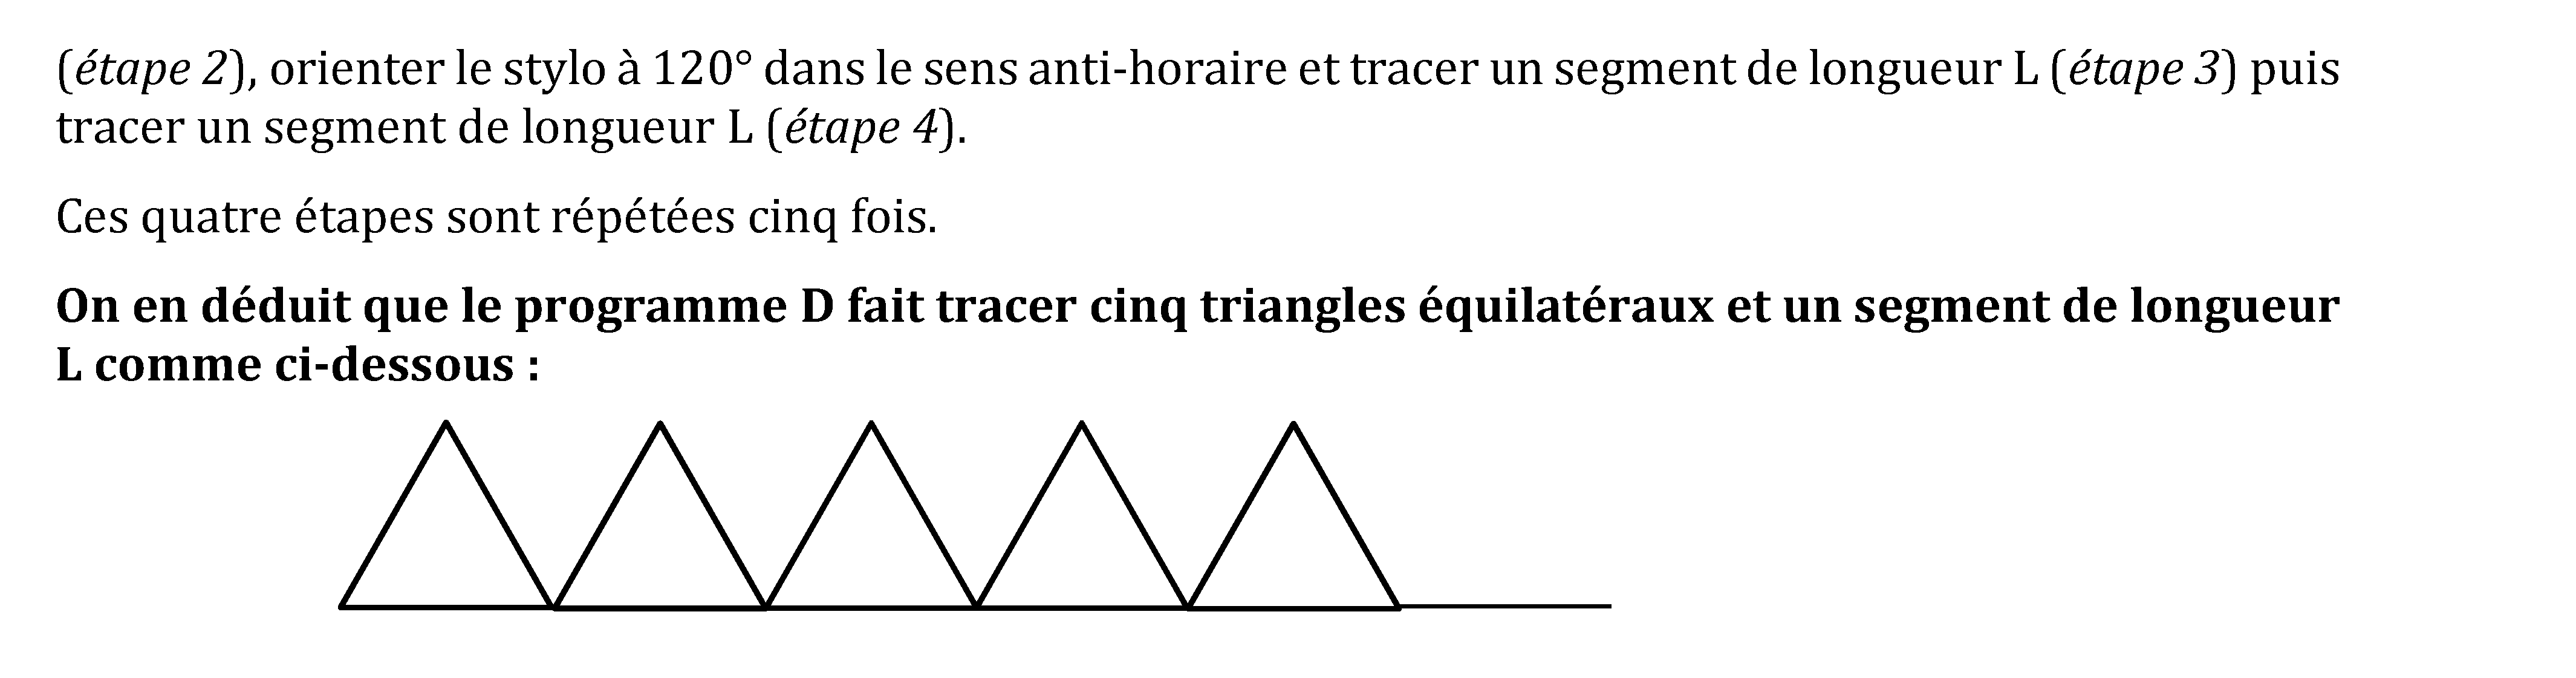 (étape 2), orienter le stylo à 120° dans le sens anti-horaire et tracer un segment de longueur L (étape 3) puis
tracer un segment de longueur L (étape 4).
Ces quatre étapes sont répétées cinq fois.
On en déduit que le programme D fait tracer cinq triangles équilatéraux et un segment de longueur
L comme ci-dessous :